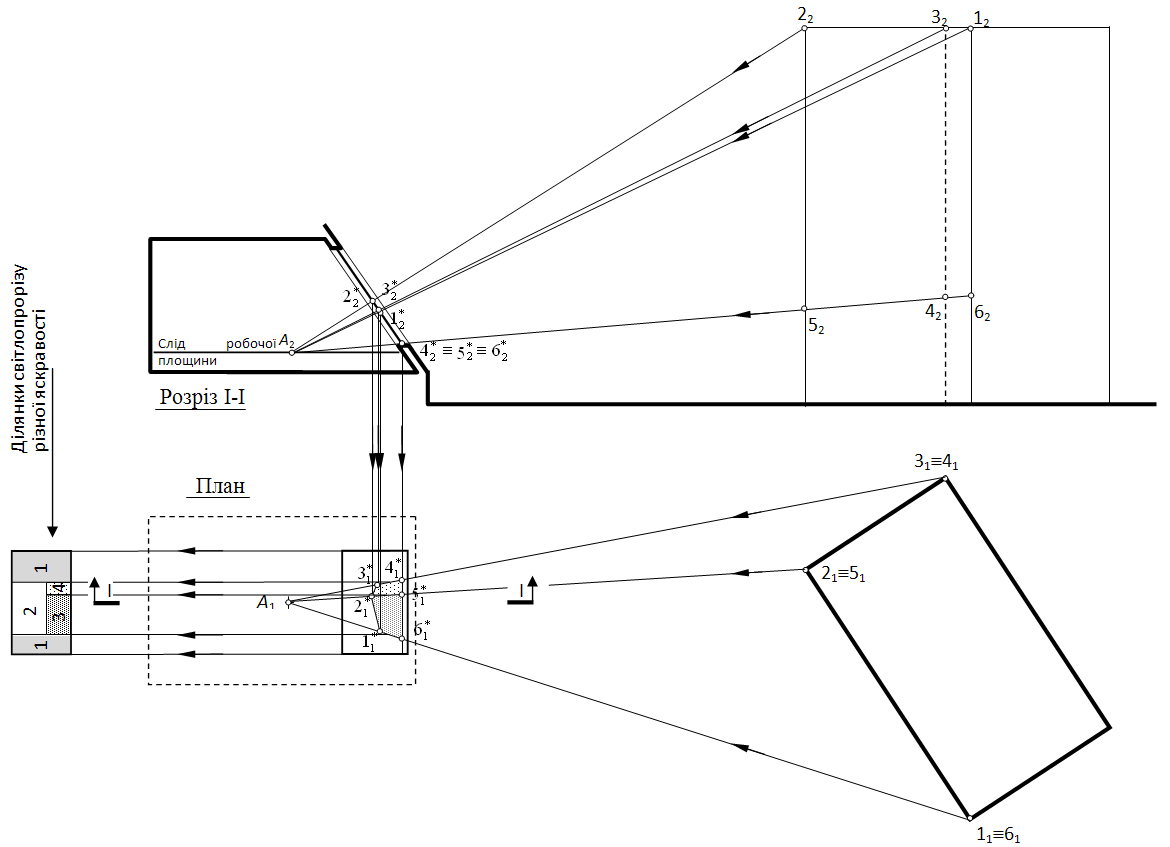 2₂
3₂
1₂
3₂*
2₂*
1₂*
Слід робочої A₂
площини
4₂* ≡ 5₂* ≡ 6₂*
5₂
4₂
6₂
Розріз І-І
Ділянки світлопрорізу
різної яскравості
План
3₁≡4₁
2₁≡5₁
1₁≡6₁
1
2
4
3
1
I
A₁
3₁*
4₁*
2₁*
5₁*
1₁*
6₁*
I